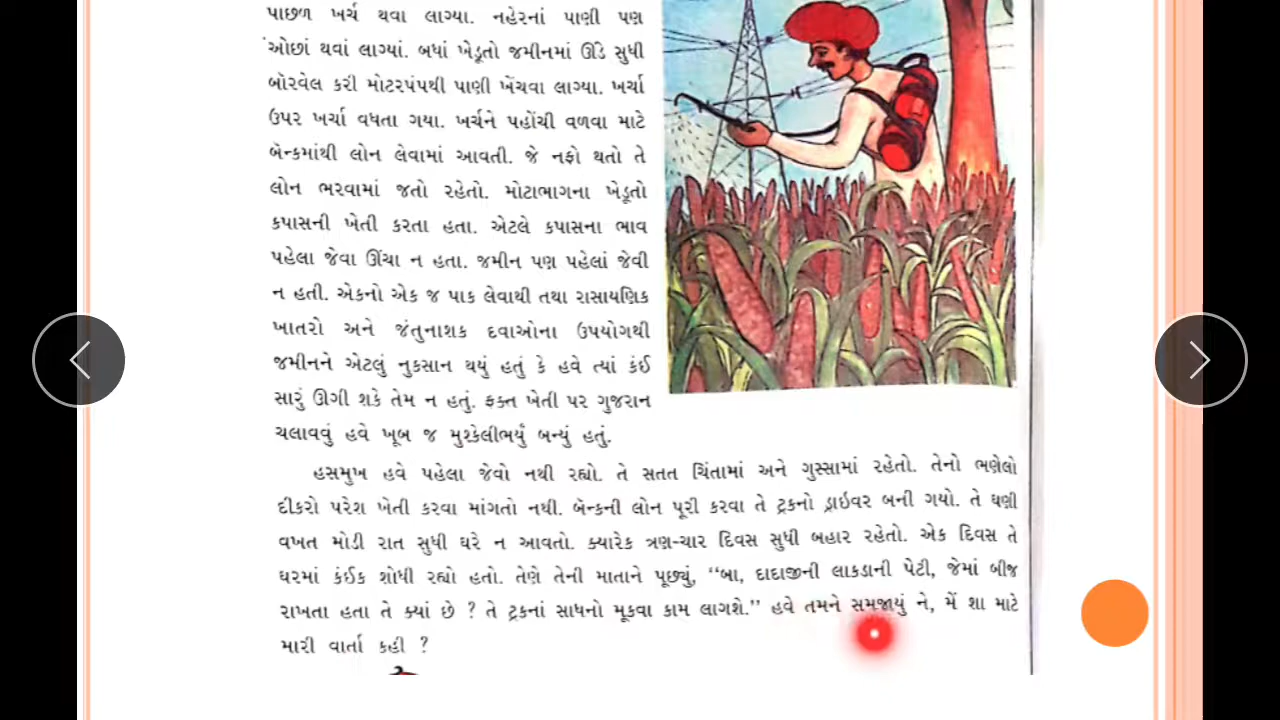 પાછળ ખર્ચ થવા લાગ્યા. નહેરનાં પાણી પણ
ઓછાં થવાં લાગ્યાં. બધાં ખેડૂતો જમીનમાં ઊંડે સુધી
બોરવેલ કરી મોટરપંપથી પાણી ખેંચવા લાગ્યા. ખર્ચા
ઉપર ખર્ચા વધતા ગયા. ખર્ચને પહોંચી વળવા માટે
બૅન્કમાંથી લોન લેવામાં આવતી. જે નફો થતો તે
લોન ભરવામાં જતો રહેતો. મોટાભાગના ખેડૂતો
કપાસની ખેતી કરતા હતા. એટલે કપાસના ભાવ
પહેલા જેવા ઊંચા ન હતા. જમીન પણ પહેલાં જેવી
ન હતી. એકનો એક જ પાક લેવાથી તથા રાસાયણિક
ખાતરો અને જંતુનાશક દવાઓના ઉપયોગથી
જમીનને એટલું નુકસાન થયું હતું કે હવે ત્યાં કંઈ
સારું ઊગી શકે તેમ ન હતું. ફક્ત ખેતી પર ગુજરાન
ચલાવવું હવે ખૂબ જ મુશ્કેલીભર્યું બન્યું હતું.
હસમુખ હવે પહેલા જેવો નથી રહ્યો. તે સતત ચિંતામાં અને ગુસ્સામાં રહેતો. તેનો ભણેલો
દીકરો પરેશ ખેતી કરવા માંગતો નથી. બૅન્કની લોન પૂરી કરવા તે ટ્રકનો ડ્રાઇવર બની ગયો. તે ઘણી
વખત મોડી રાત સુધી ઘરે ન આવતો. ક્યારેક ત્રણ-ચાર દિવસ સુધી બહાર રહેતો. એક દિવસ તે
ઘરમાં કંઈક શોધી રહ્યો હતો. તેણે તેની માતાને પૂછ્યું, “બા, દાદાજીની લાકડાની પેટી, જેમાં બીજ
રાખતા હતા તે ક્યાં છે ? તે ટ્રકનાં સાધનો મૂકવા કામ લાગશે.” હવે તમને સમજાયું ને, મેં શા માટે
મારી વાર્તા કહી ?